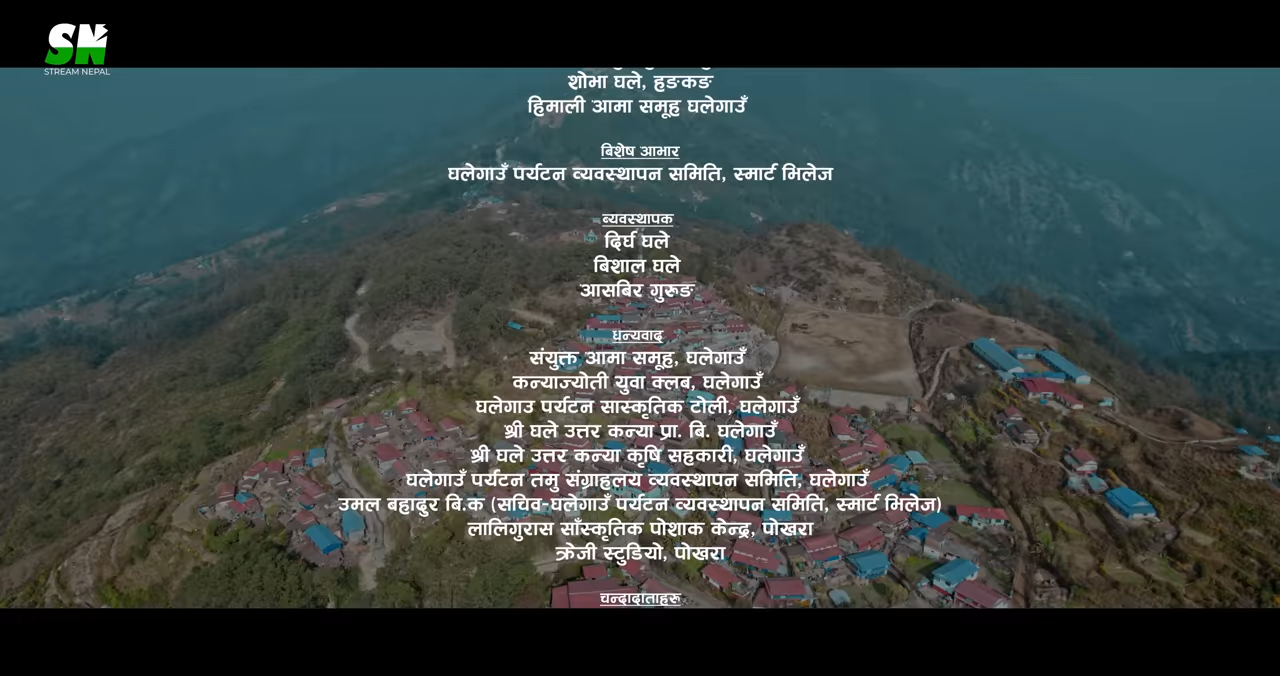 SN
STREAM NEPAL
शोभा घले, हङकङ
हिमाली आमा समूह घलेगाउँ
बिशेष आभार
घलेगाउँ पर्यटन व्यवस्थापन समिति, स्मार्ट भिलेज
ब्यवस्थापक
दिर्घ घले
बिशाल घले
आसबिर गुरूङ
धन्यवाद
संयुक्त आमा समूह, घलेगाउँ
कन्याज्योती युवा क्लब, घलेगाउँ
घलेगाउ पर्यटन सास्कृतिक टोली, घलेगाउँ
श्री घले उत्तर कन्या प्रा. बि. घलेगाउँ
श्री घले उत्तर कन्या कृषि सहकारी, घलेगाउँ
घलेगाउँ पर्यटन तमु संग्राहलय व्यवस्थापन समिति, घलेगाउँ
उमल बहादुर बि.क (सचिव-घलेगाउँ पर्यटन व्यवस्थापन समिति, स्मार्ट भिलेज)
लालिगुरास साँस्कृतिक पोशाक केन्द्र, पोखरा
क्रेजी स्टुडियो, पोखरा
चन्दादाताहरू